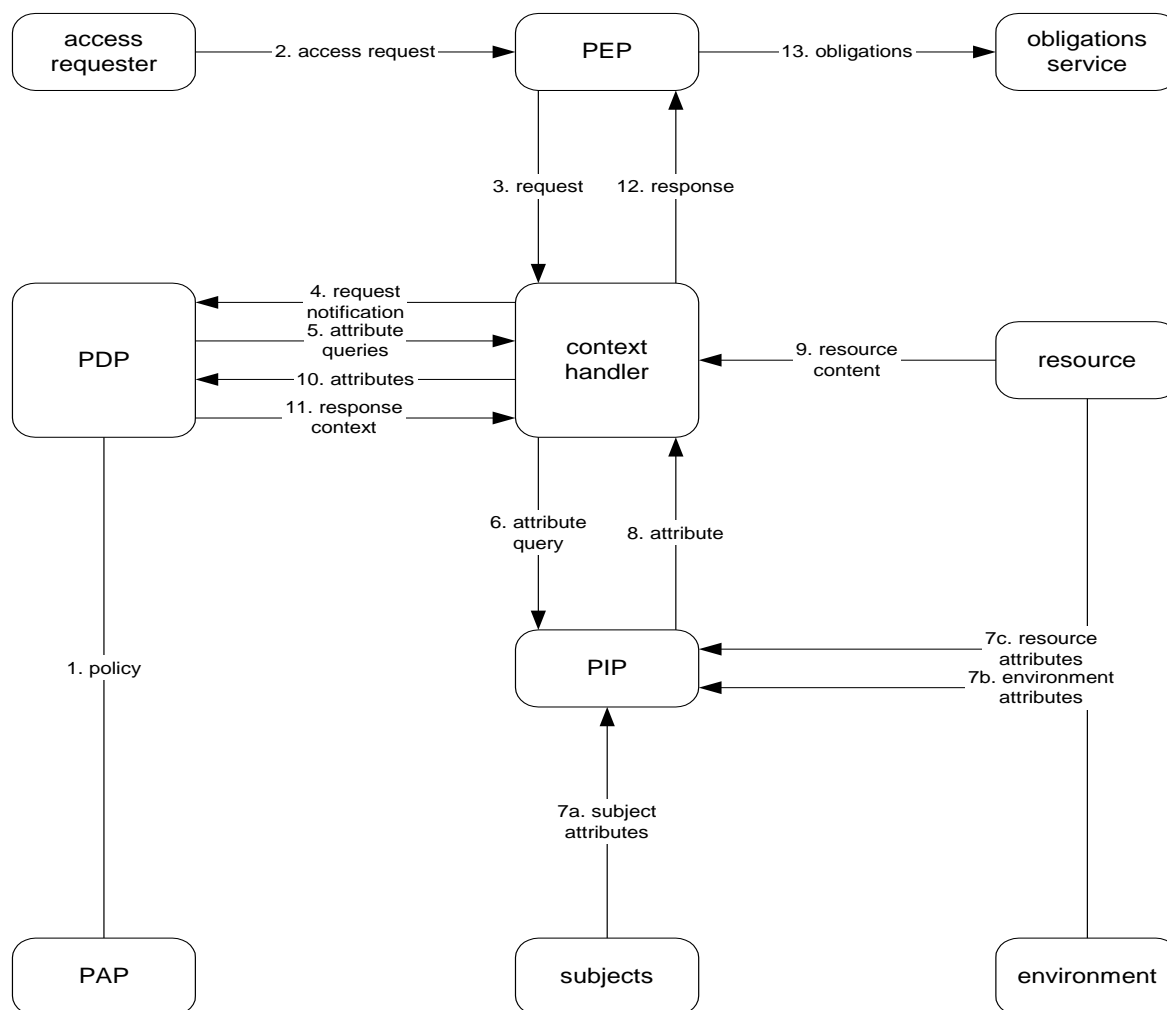 access
requester
2. access request
PEP
13. obligations
obligations
service
3. request
12. response
PDP
4. request
notification
5. attribute
queries
10. attributes
11. response
context
context
handler
9. resource
content
resource
6. attribute
query
8. attribute
1. policy
PIP
7c. resource
attributes
7b. environment
attributes
7a. subject
attributes
PAP
subjects
environment